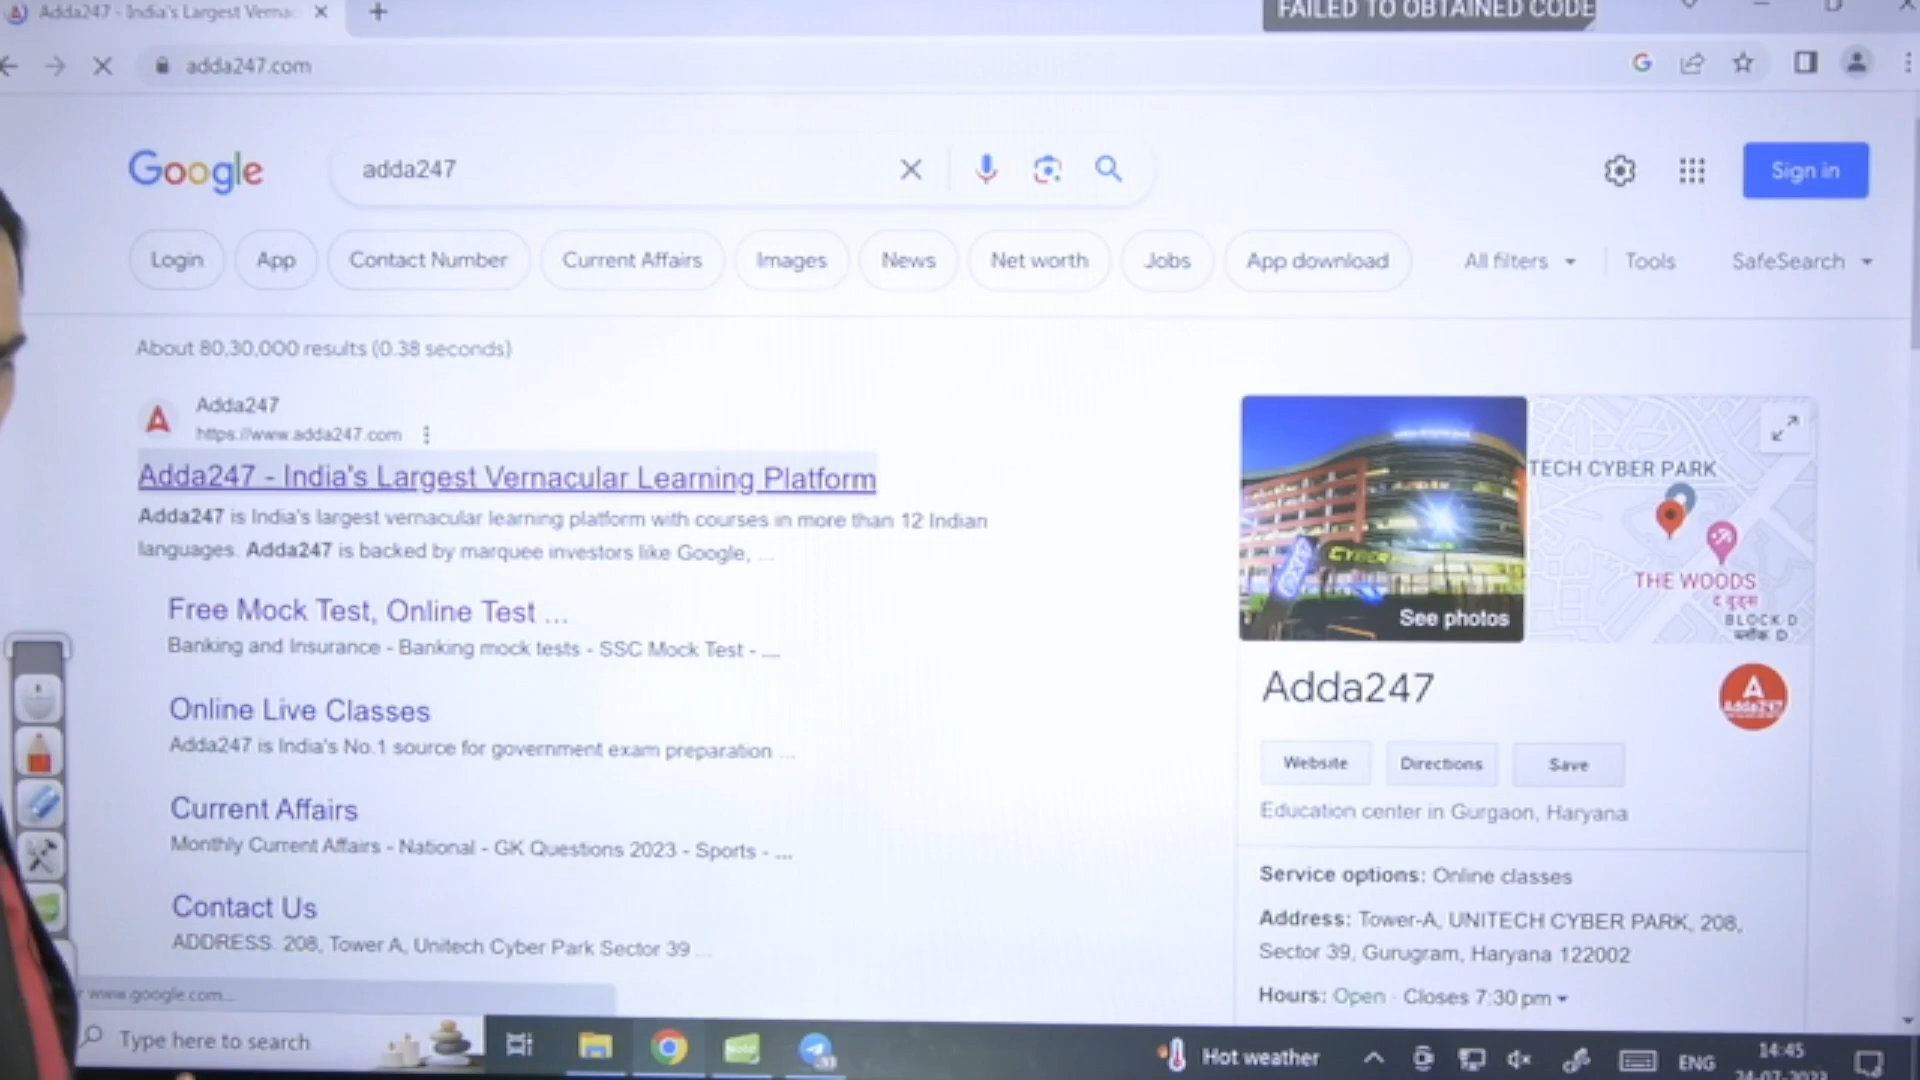 Adda247 - India's Largest Vernac
FAILED TO OBTAINED CODE
adda247.com
Google
adda247
Sign in
Login
App
Contact Number
Current Affairs
Images
News
Net worth
Jobs
App download
All filters
Tools
SafeSearch
About 80,30,000 results (0.38 seconds)
Adda247
https://www.adda247.com
Adda247 - India's Largest Vernacular Learning Platform
Adda247 is India's largest vernacular learning platform with courses in more than 12 Indian
languages. Adda247 is backed by marquee investors like Google, ...
Free Mock Test, Online Test ...
Banking and Insurance - Banking mock tests - SSC Mock Test - ...
Online Live Classes
Adda247 is India's No.1 source for government exam preparation ...
Current Affairs
Monthly Current Affairs - National - GK Questions 2023 - Sports - ...
Contact Us
ADDRESS. 208, Tower A, Unitech Cyber Park Sector 39 ...
CYBER
See photos
TECH CYBER PARK
THE WOODS
द वुड्स
BLOCK D
ब्लॉक D
Adda247
A
Adda247
Website
Directions
Save
Education center in Gurgaon, Haryana
Service options: Online classes
Address: Tower-A, UNITECH CYBER PARK, 208,
Sector 39, Gurugram, Haryana 122002
Hours: Open · Closes 7:30 pm
www.google.com...
Type here to search
Hot weather
ENG
14:45
24-07-2023